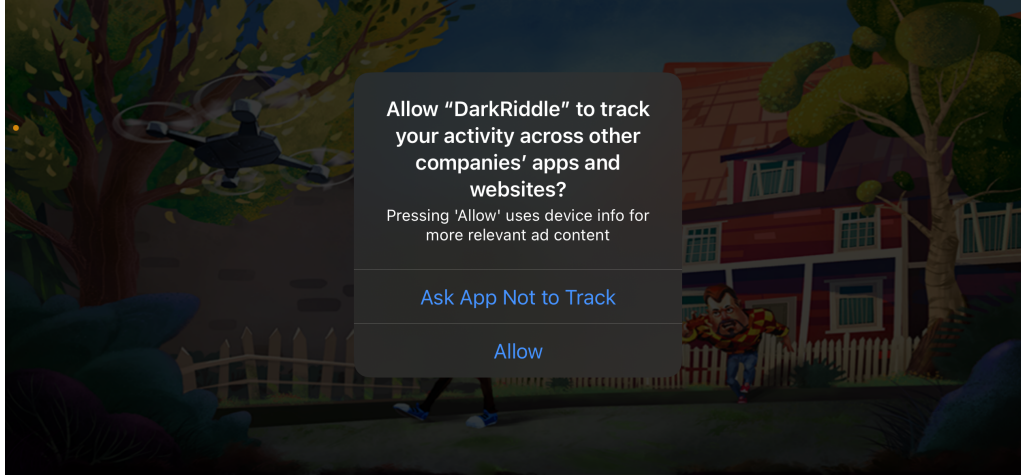 Allow “DarkRiddle” to track
your activity across other
companies’ apps and
websites?
Pressing 'Allow' uses device info for
more relevant ad content
Ask App Not to Track
Allow